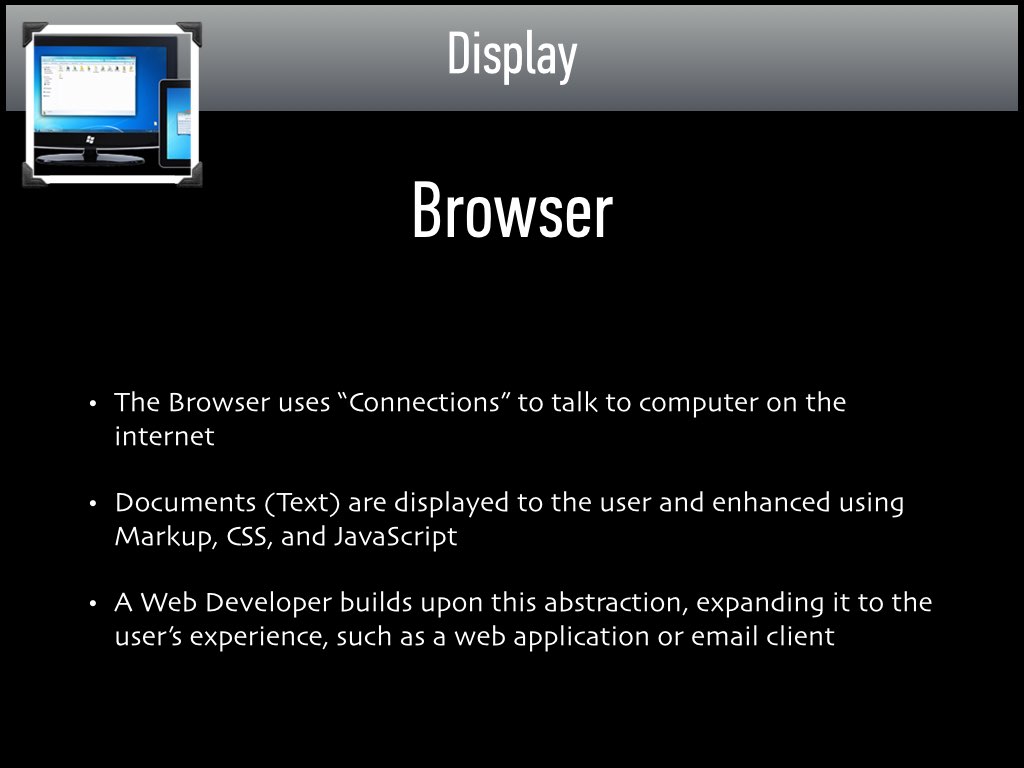 Display
Browser
• The Browser uses “Connections” to talk to computer on the
internet
• Documents (Text) are displayed to the user and enhanced using
Markup, CSS, and JavaScript
• A Web Developer builds upon this abstraction, expanding it to the
user’s experience, such as a web application or email client